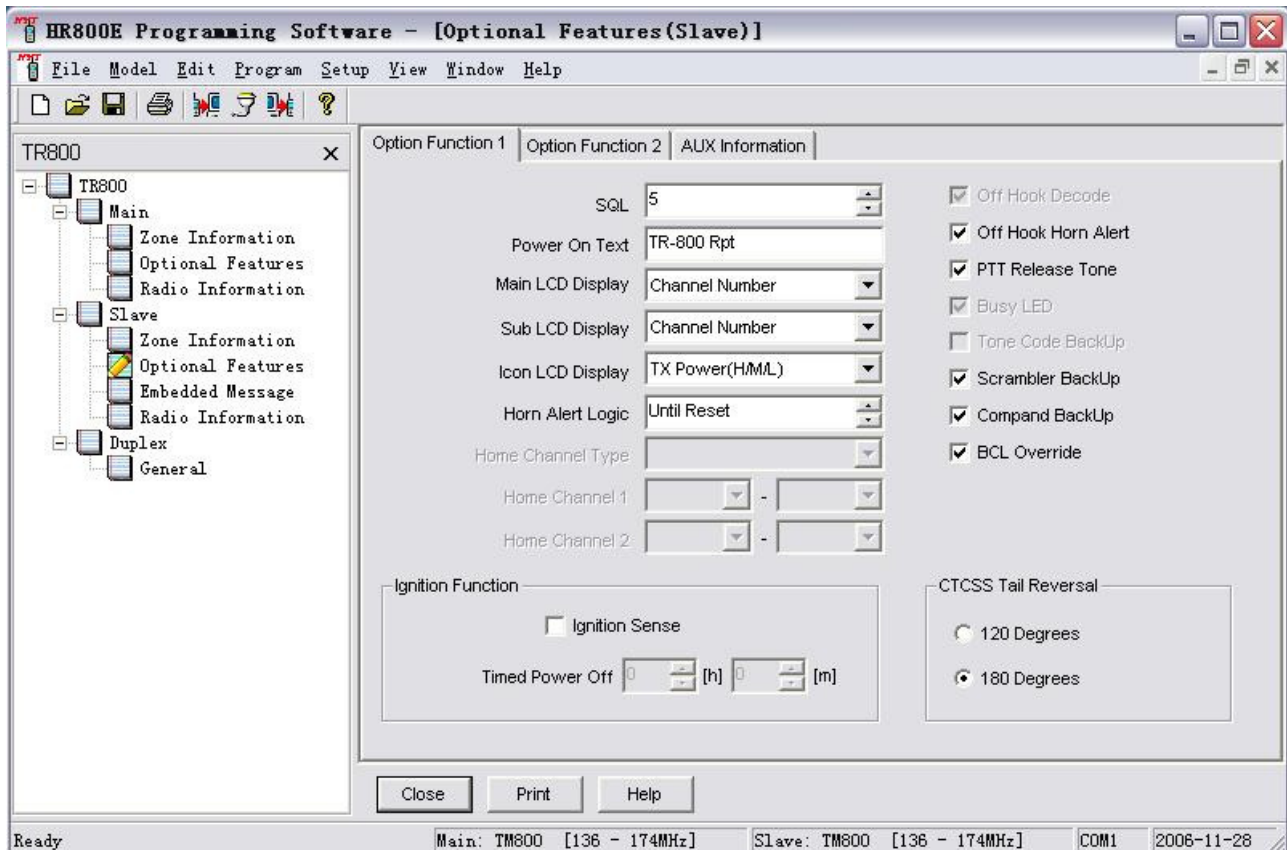 HR800E Programming Software - [Optional Features(Slave)]
File Model Edit Program Setup View Window Help
TR800
TR800
Main
Zone Information
Optional Features
Radio Information
Slave
Zone Information
Optional Features
Embedded Message
Radio Information
Duplex
General
Option Function 1 Option Function 2 AUX Information
SQL 5
Power On Text TR-800 Rpt
Main LCD Display Channel Number
Sub LCD Display Channel Number
Icon LCD Display TX Power(H/M/L)
Horn Alert Logic Until Reset
Home Channel Type
Home Channel 1 -
Home Channel 2 -
Off Hook Decode
Off Hook Horn Alert
PTT Release Tone
Busy LED
Tone Code BackUp
Scrambler BackUp
Compand BackUp
BCL Override
Ignition Function
Ignition Sense
Timed Power Off 0 [h] 0 [m]
CTCSS Tail Reversal
120 Degrees
180 Degrees
Close Print Help
Ready Main: TM800 [136 - 174MHz] Slave: TM800 [136 - 174MHz] COM1 2006-11-28